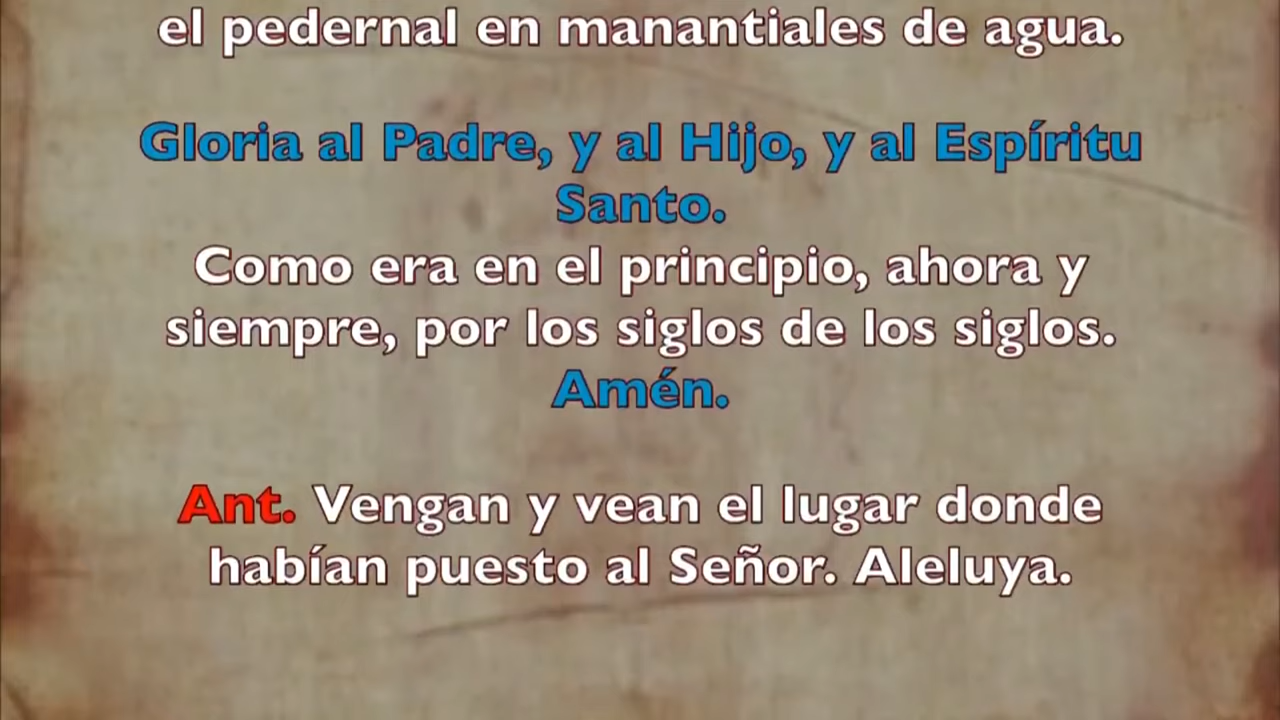 el pedernal en manantiales de agua.
Gloria al Padre, y al Hijo, y al Espíritu
Santo.
Como era en el principio, ahora y
siempre, por los siglos de los siglos.
Amén.
Ant. Vengan y vean el lugar donde
habían puesto al Señor. Aleluya.